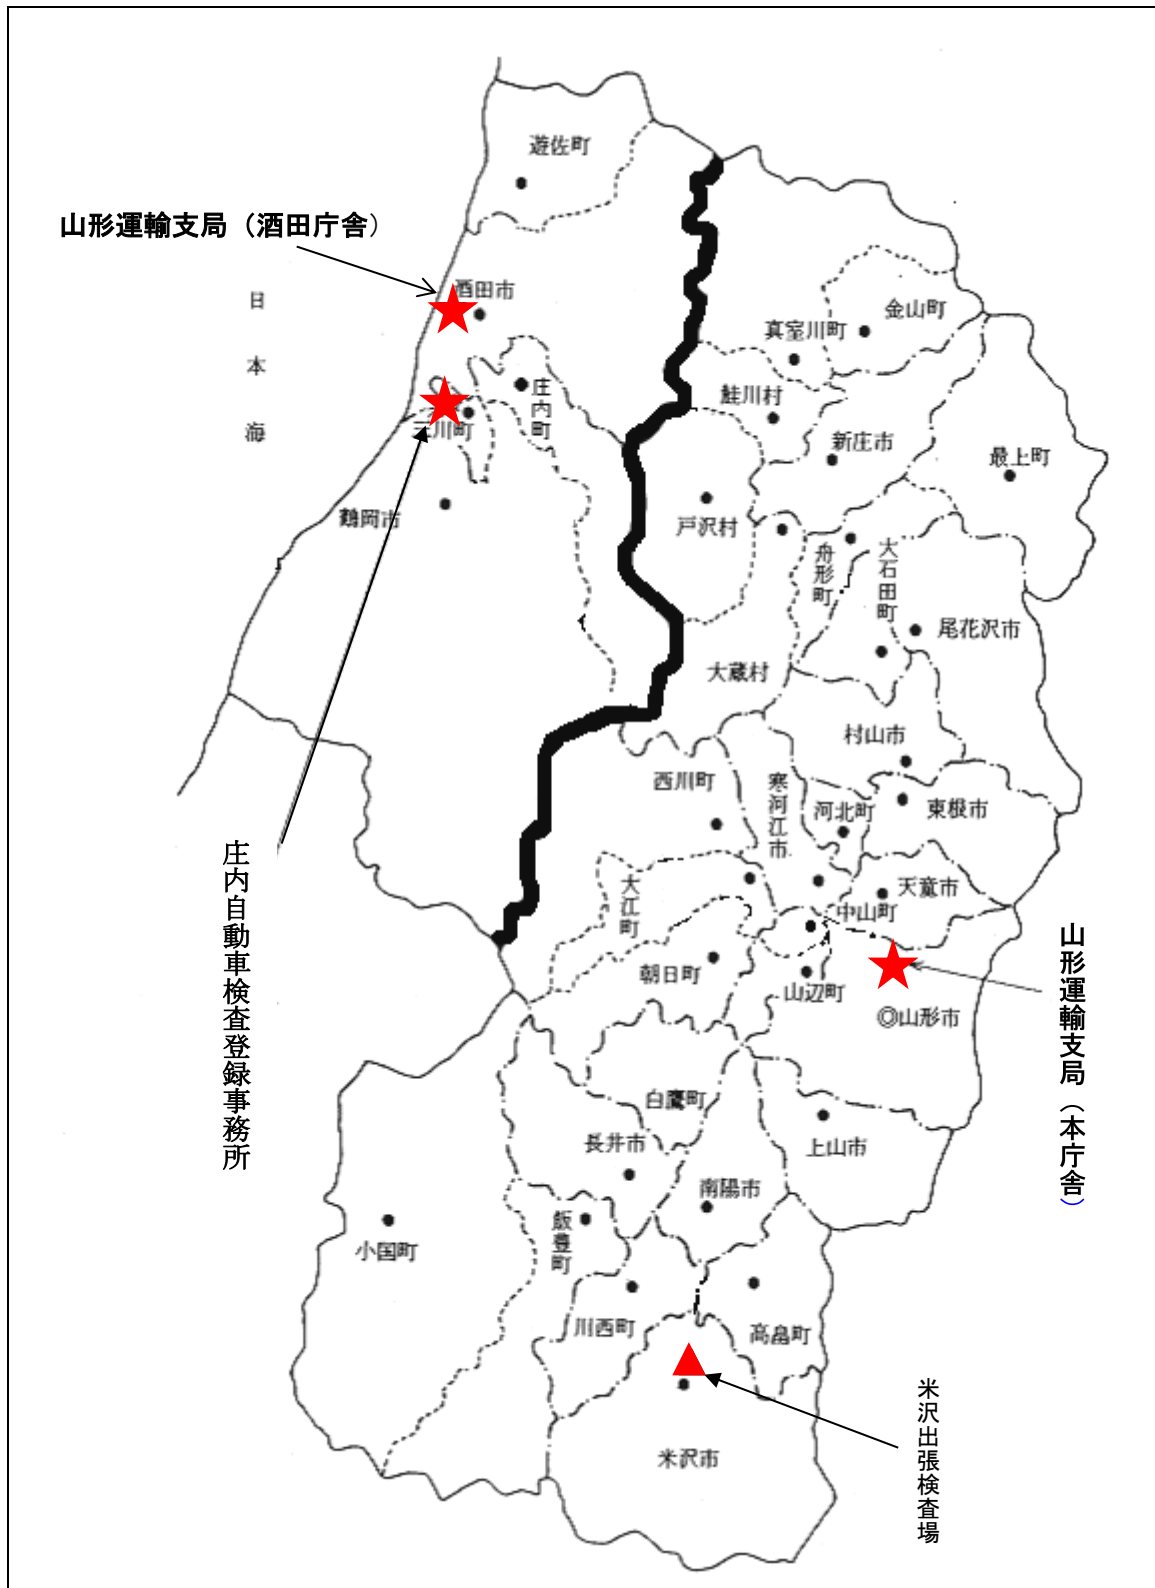 遊佐町
山形運輸支局（酒田庁舎）
酒田市
日本海
金山町
真室川町
鮭川村
庄内町
三川町
新庄市
最上町
鶴岡市
戸沢村
舟形町
大石田町
尾花沢市
大蔵村
村山市
西川町
寒河江市
河北町
東根市
大江町
天童市
中山町
庄内自動車検査登録事務所
朝日町
山辺町
◎山形市
山形運輸支局（本庁舎）
白鷹町
長井市
上山市
南陽市
飯豊町
小国町
川西町
高畠町
米沢市
米沢出張検査場